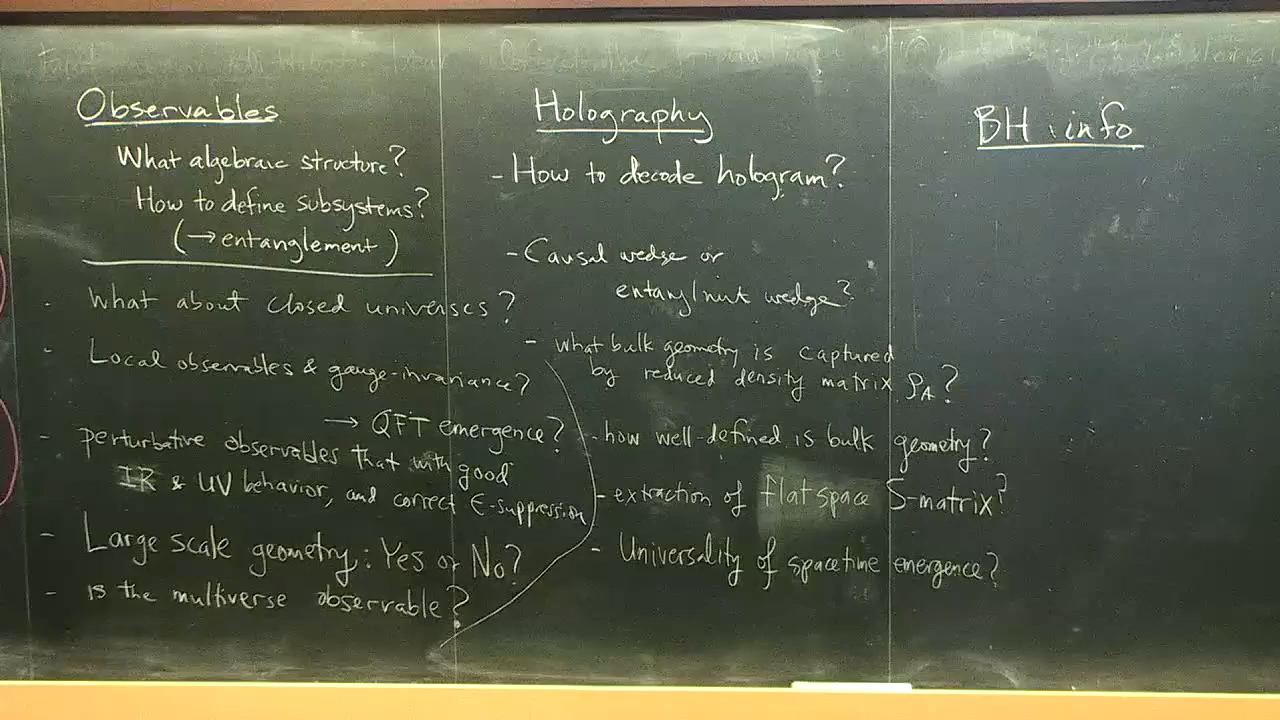 Observables
What algebraic structure?
How to define subsystems?
(→ entanglement)
- What about closed universes?
- Local observables & gauge-invariance?
→ QFT emergence?
- perturbative observables that with good
IR & UV behavior, and correct E-suppression
- Large scale geometry: Yes or No?
- is the multiverse observable?
Holography
- How to decode hologram?
- Causal wedge or
wedge?
- what bulk geometry is captured
by reduced density matrix ρ_A?
- how well-defined is bulk geometry?
- extraction of flat space S-matrix?
- Universality of spacetime emergence?
BH info